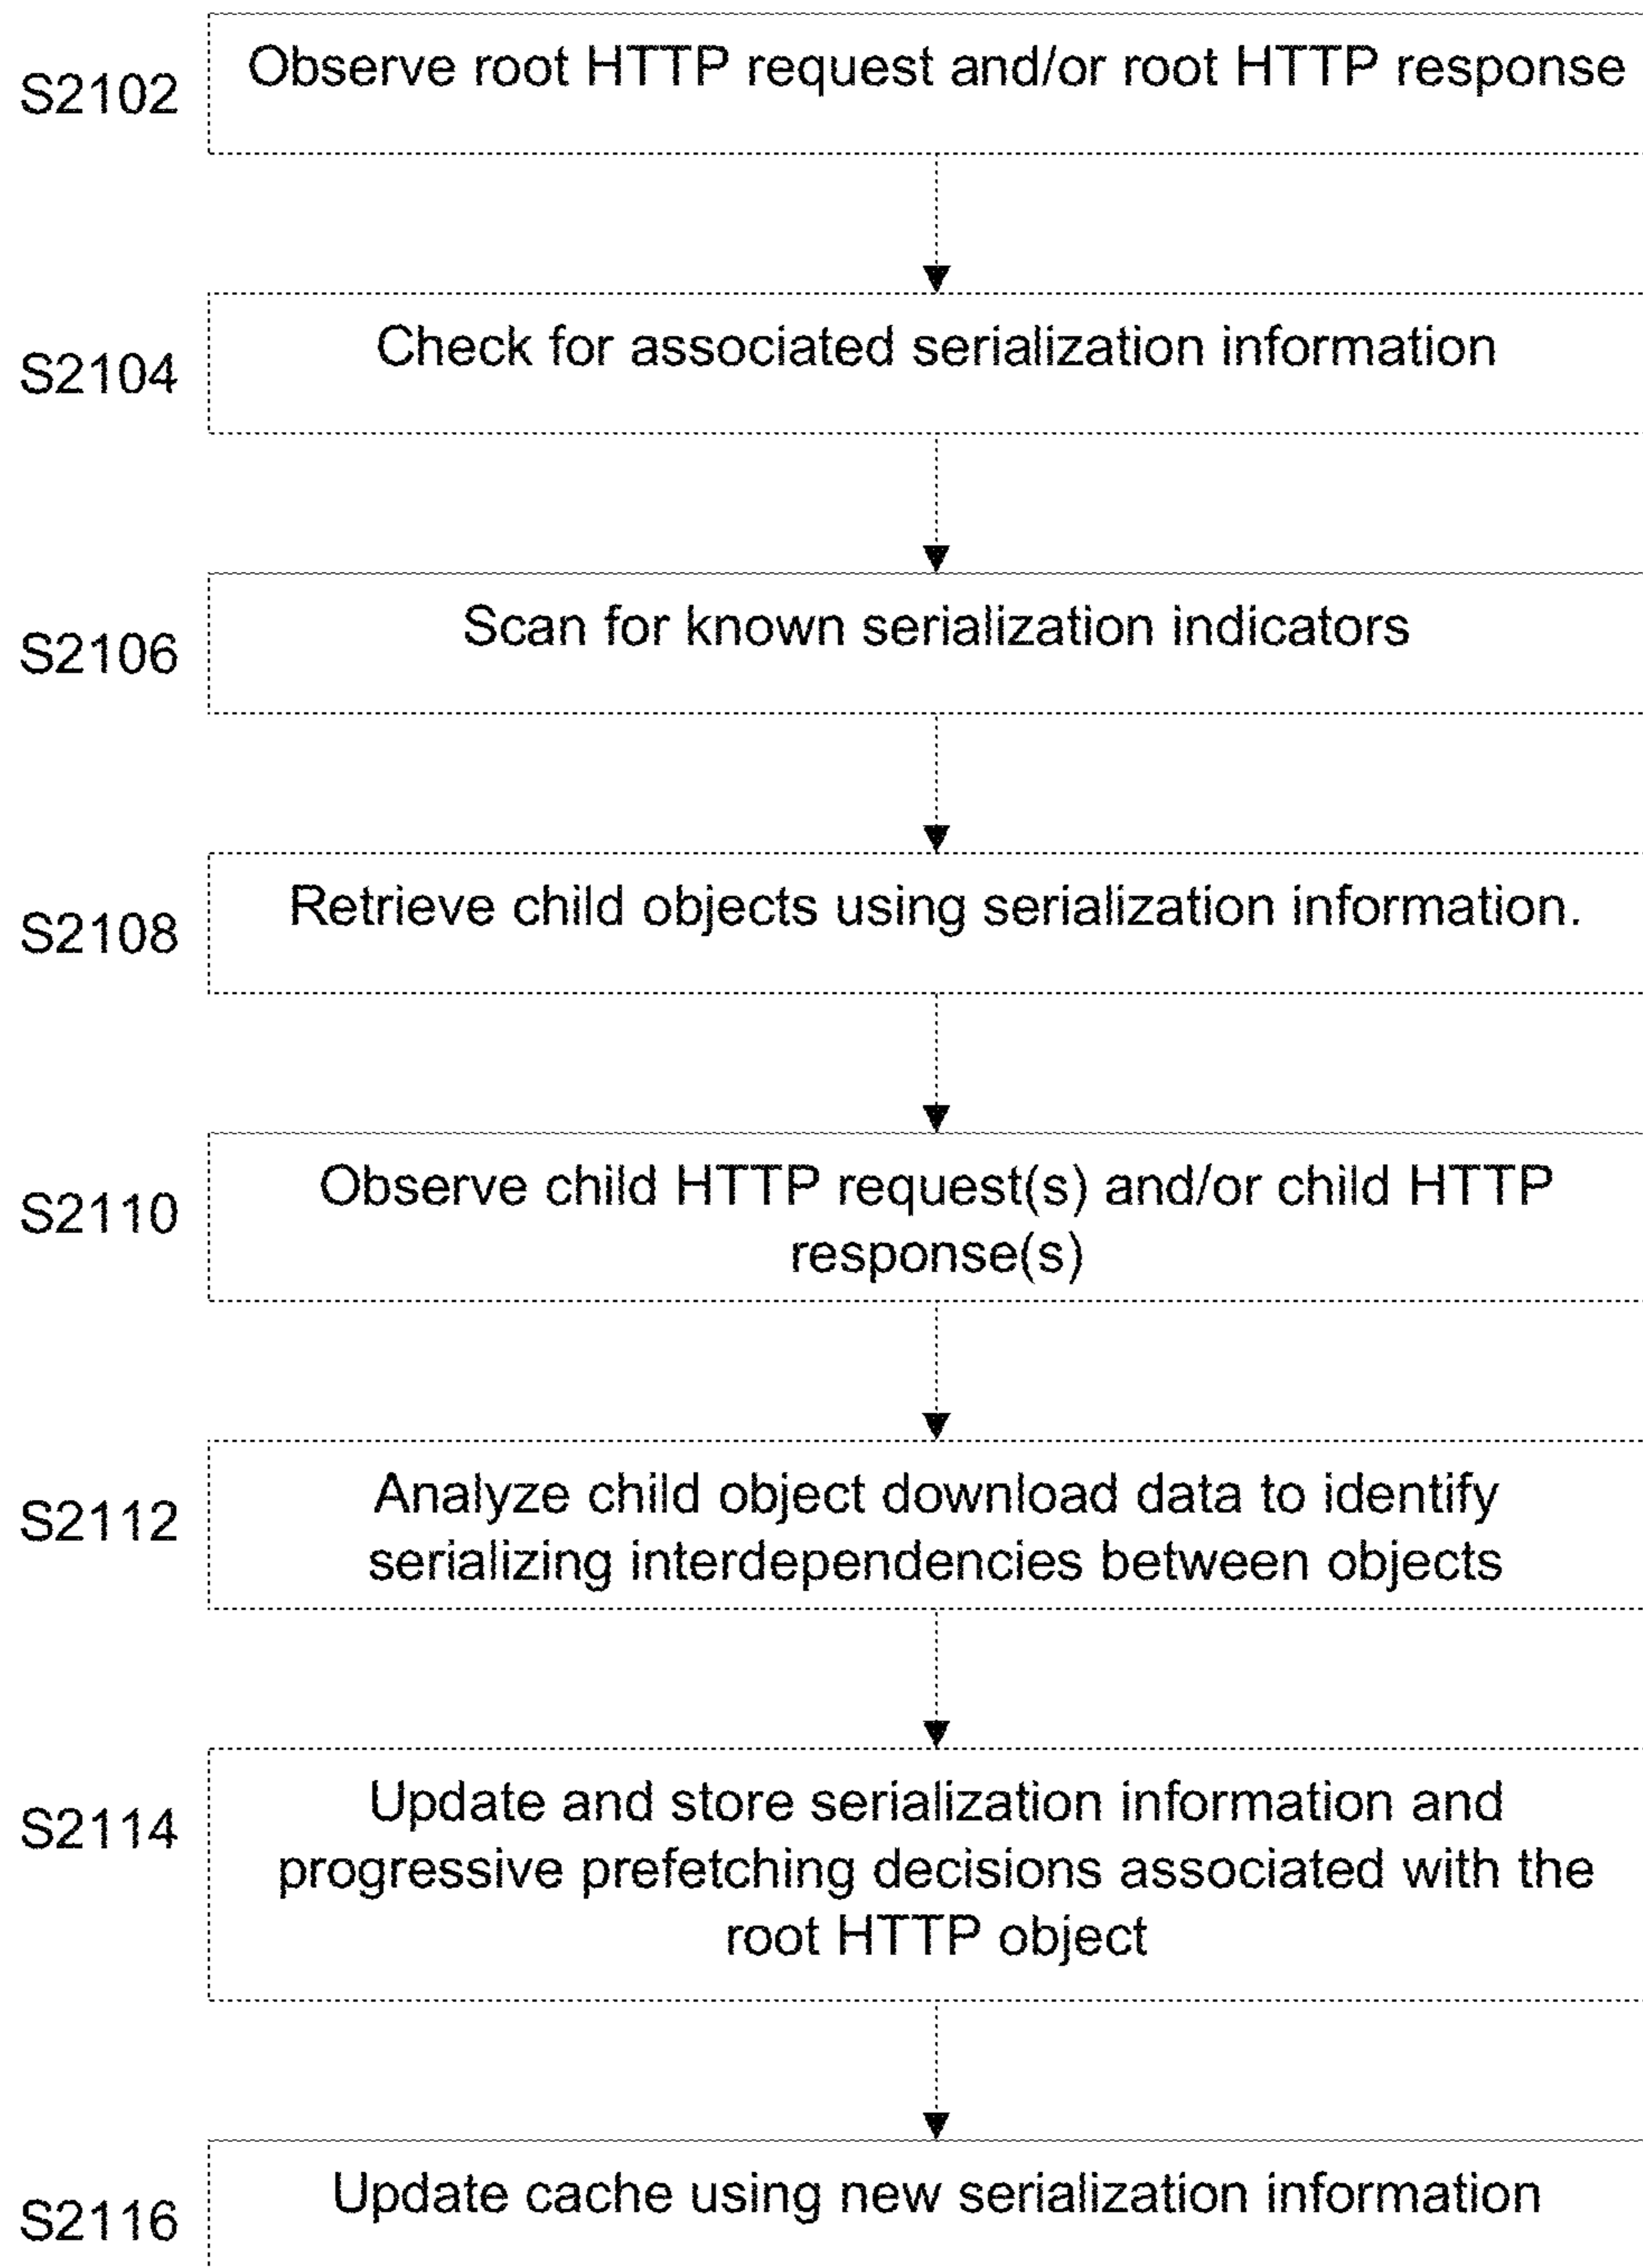 S2102
Observe root HTTP request and/or root HTTP response
S2104
Check for associated serialization information
S2106
Scan for known serialization indicators
S2108
Retrieve child objects using serialization information.
S2110
Observe child HTTP request(s) and/or child HTTP
response(s)
S2112
Analyze child object download data to identify
serializing interdependencies between objects
S2114
Update and store serialization information and
progressive prefetching decisions associated with the
root HTTP object
S2116
Update cache using new serialization information